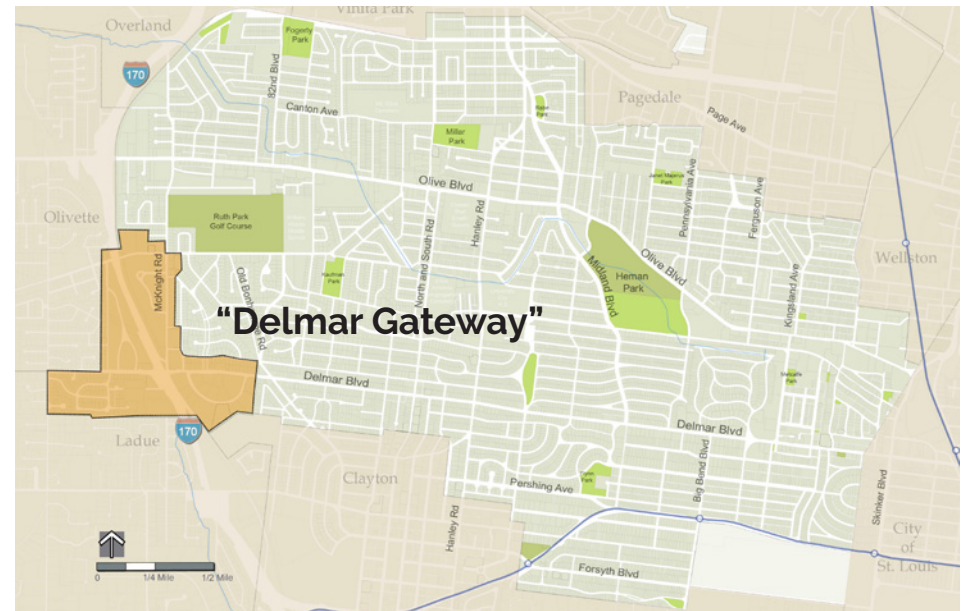 Vinita Park
Overland
Fogerty
Park
170
82nd Blvd
Canton Ave
Pagedale
Page Ave
Miller
Park
Olive Blvd
Pennsylvania Ave
Ferguson Ave
Olivette
Ruth Park
Golf Course
McKnight Rd
North and South Rd
Hanley Rd
Kaufman
Park
Midland Blvd
Heman
Park
Olive Blvd
Kingsland Ave
Wellston
“Delmar Gateway”
Delmar Blvd
Metcalfe
Park
Delmar Blvd
Ladue
170
Clayton
Park
Pershing Ave
Big Bend Blvd
Hanley Rd
Skinker Blvd
City
of
St. Louis
Forsyth Blvd
0 1/4 Mile 1/2 Mile